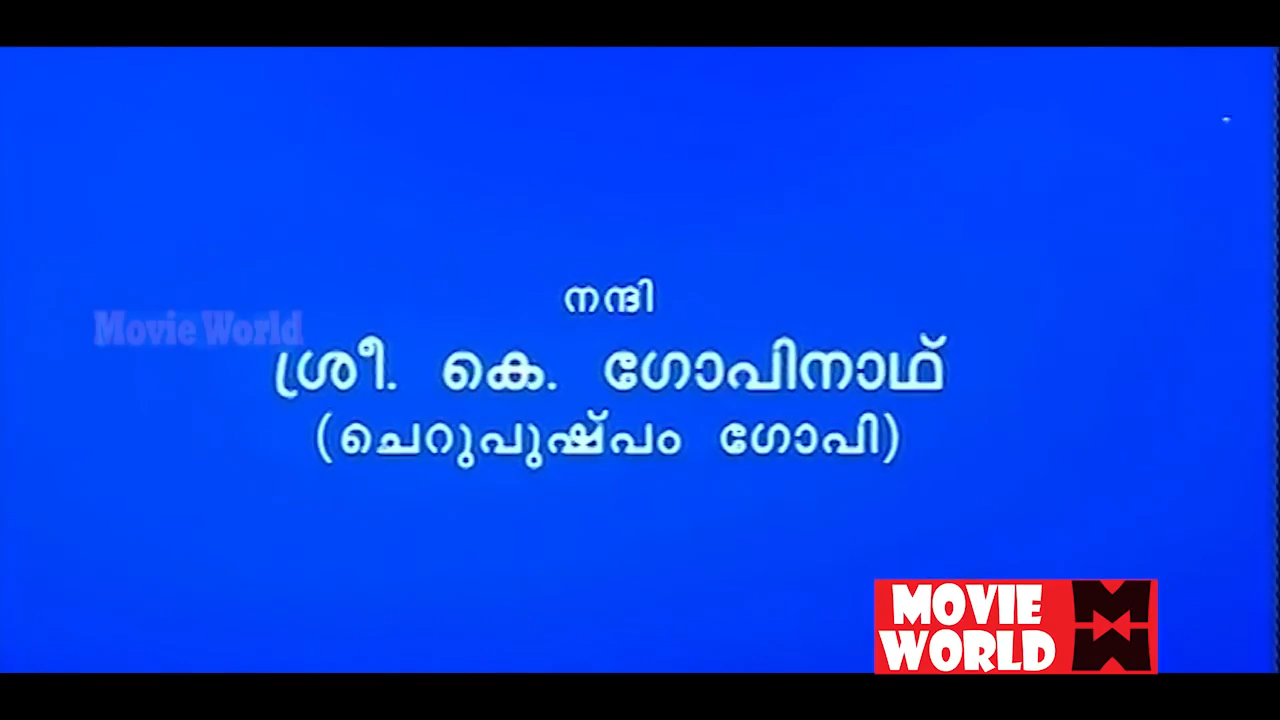 നന്ദി
Movie World
ശ്രീ. കെ. ഗോപിനാഥ്
(ചെറുപുഷ്പം ഗോപി)
MOVIE
WORLD